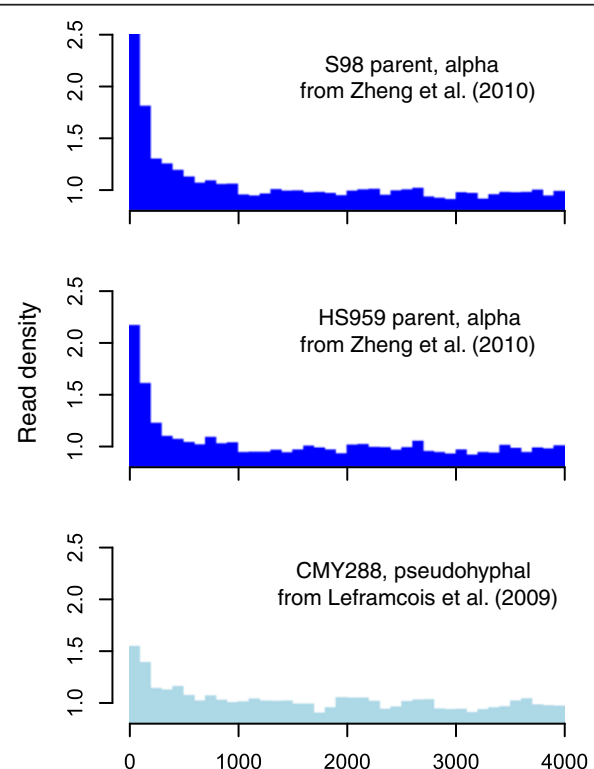 2.5
2.0
1.5
1.0
S98 parent, alpha
from Zheng et al. (2010)
Read density
2.5
2.0
1.5
1.0
HS959 parent, alpha
from Zheng et al. (2010)
2.5
2.0
1.5
1.0
CMY288, pseudohyphal
from Leframcois et al. (2009)
0 1000 2000 3000 4000